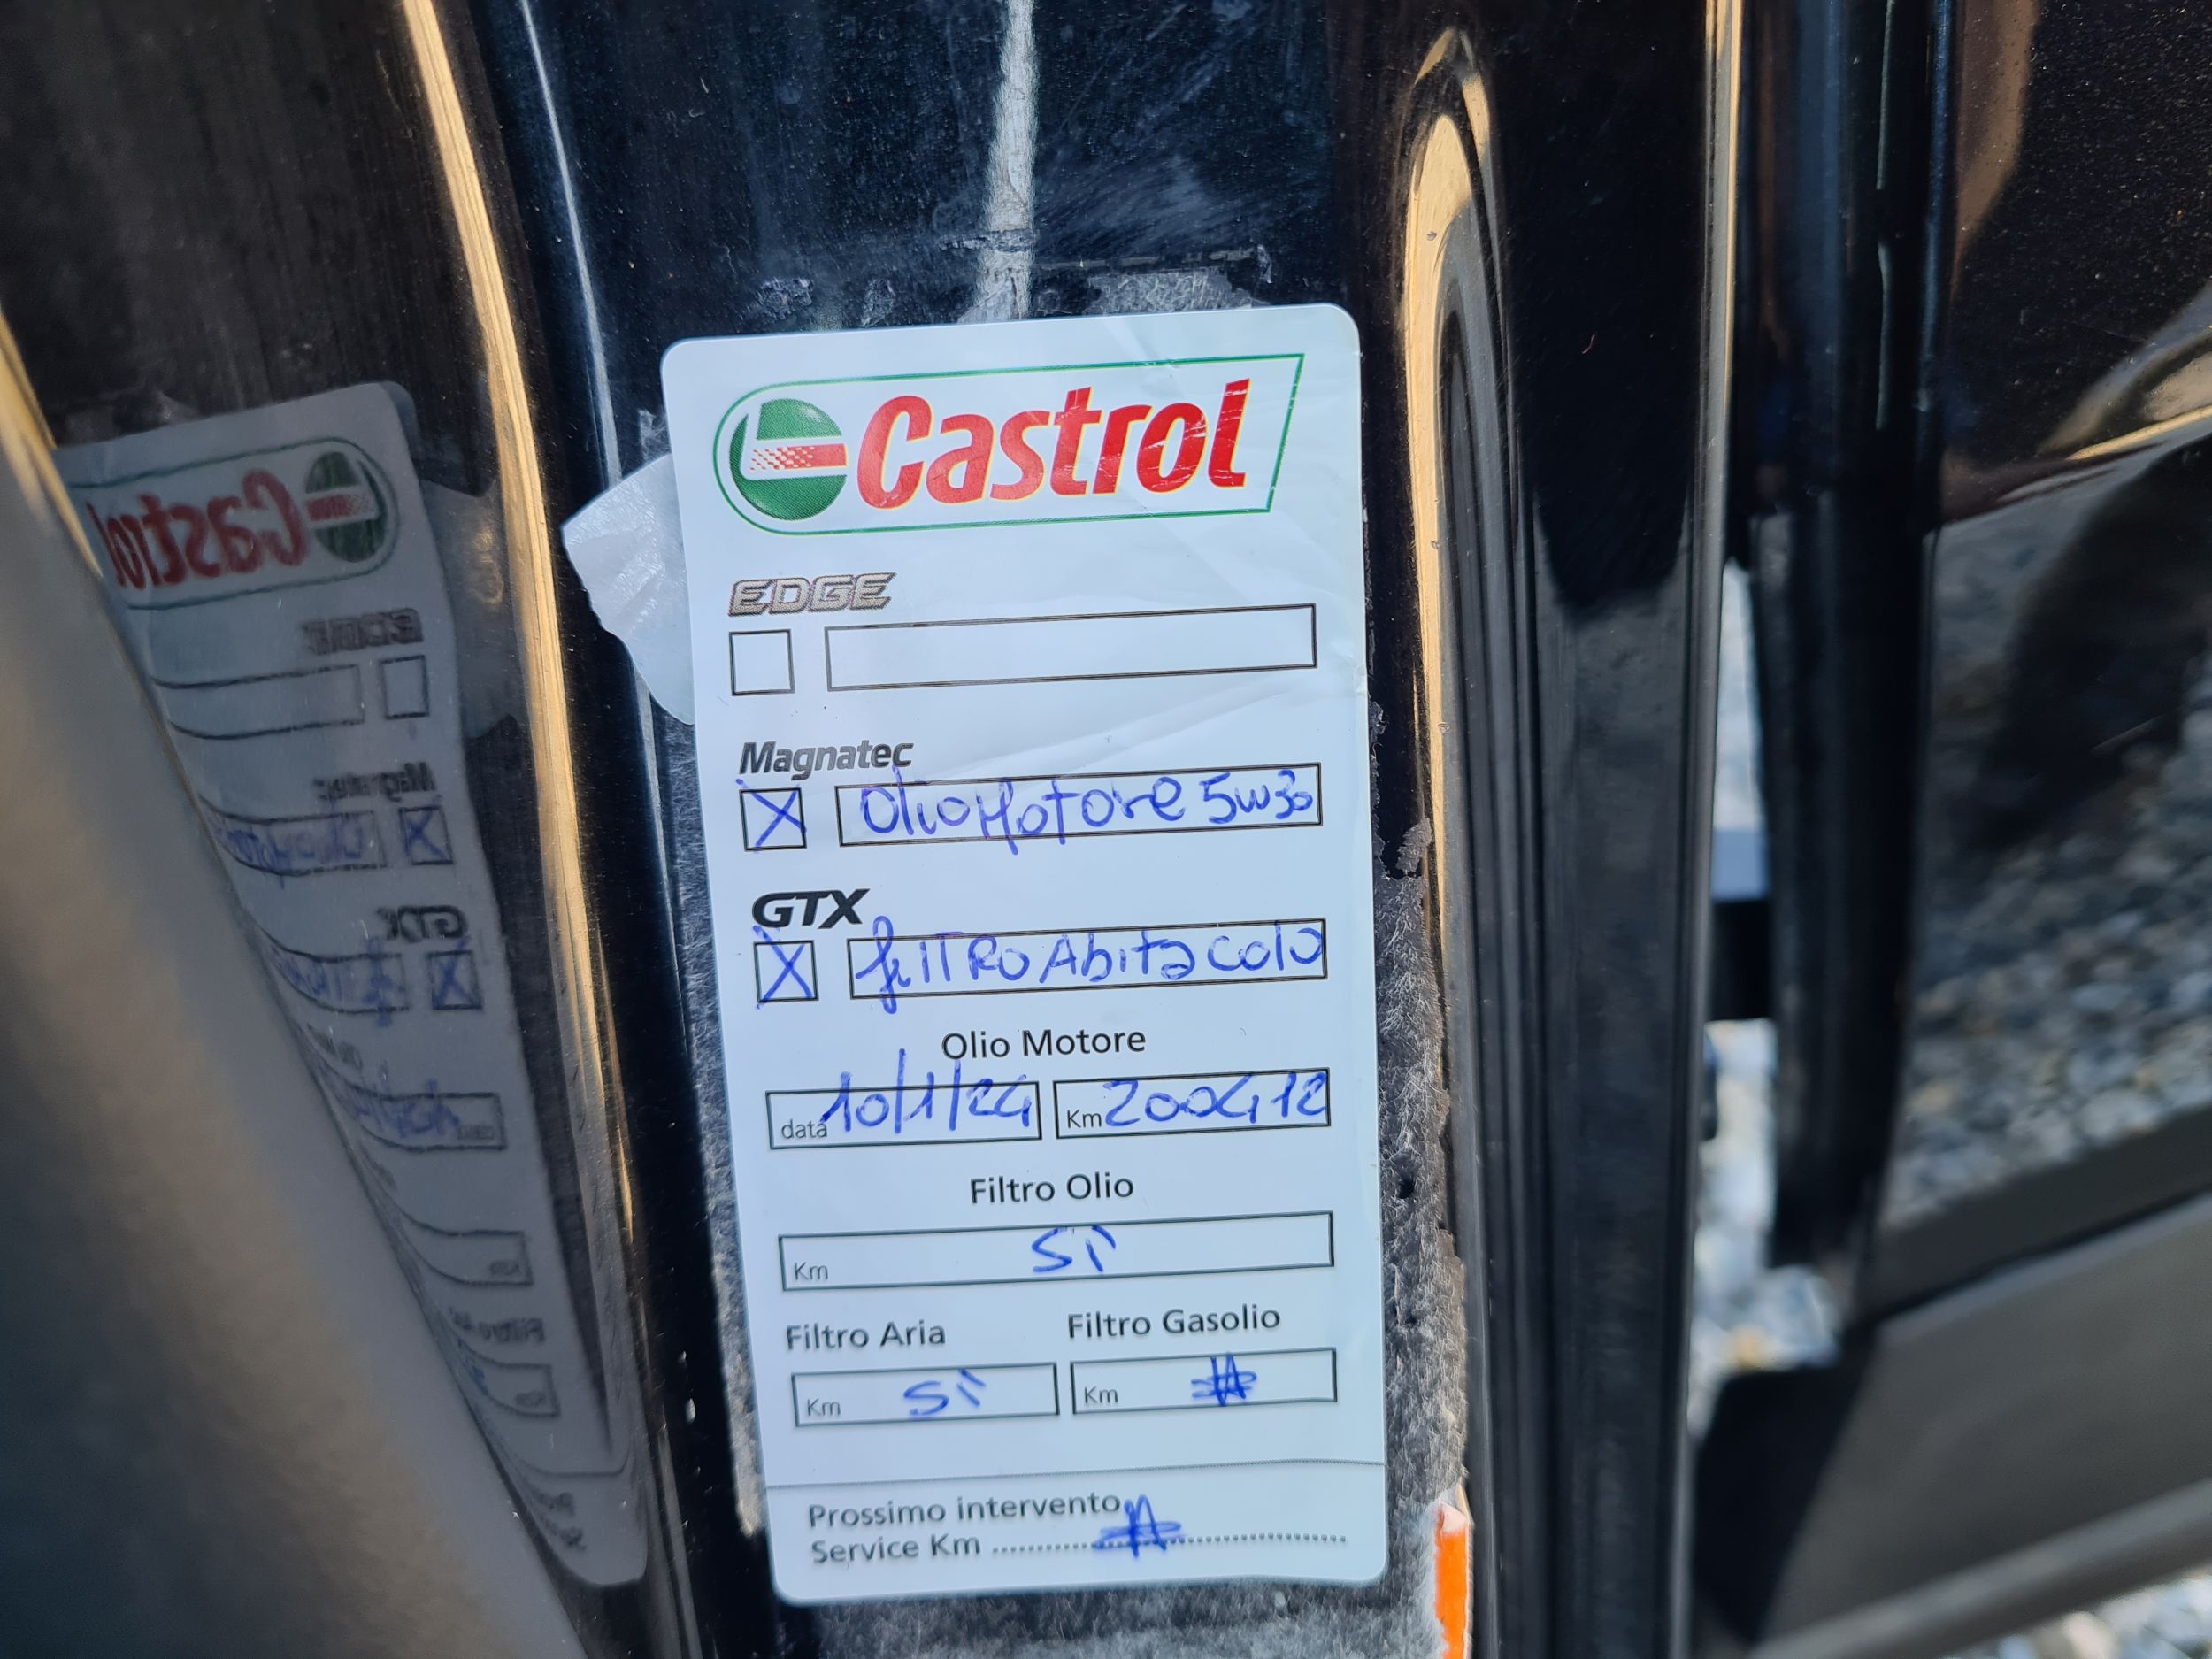 Castrol
EDGE
Magnatec
X Olio Motore 5w30
GTX
X filTRO AbitacolO
Olio Motore
data 10/1/24 Km 200412
Filtro Olio
Km Sì
Filtro Aria Filtro Gasolio
Km Sì Km
Prossimo intervento
Service Km